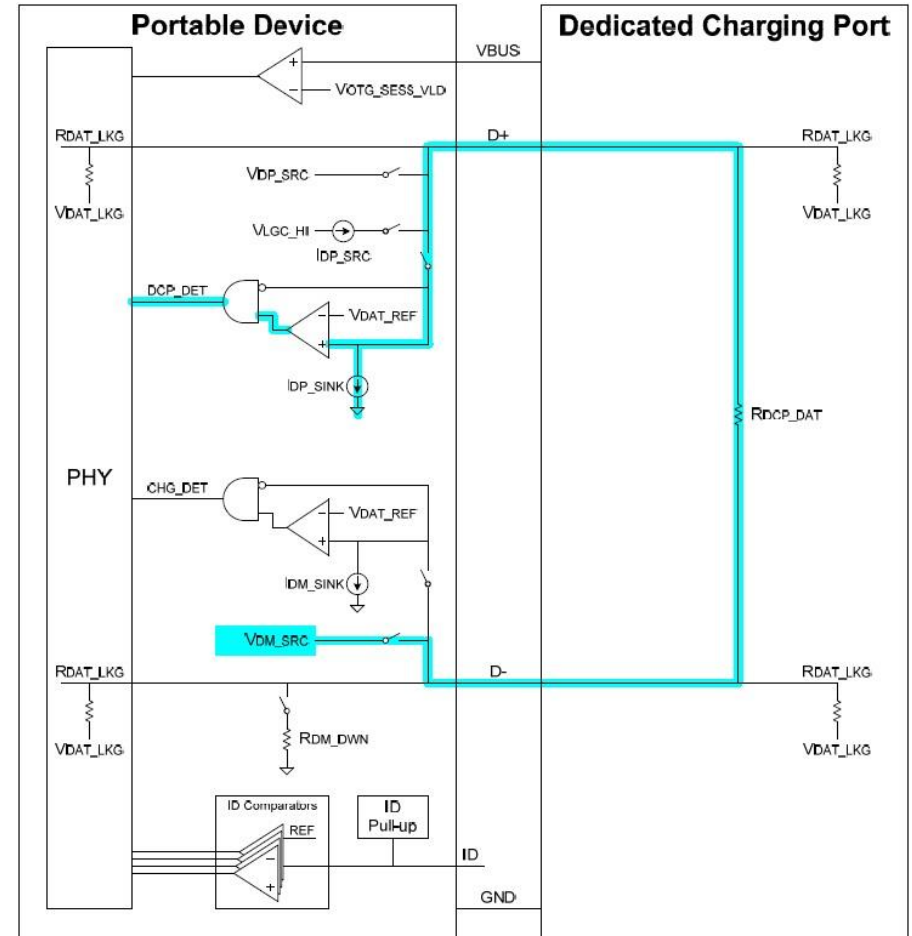 Portable Device
Dedicated Charging Port
VBUS
VOTG_SESS_VLD
RDAT_LKG
D+
RDAT_LKG
VDP_SRC
VDAT_LKG
VDAT_LKG
VLGC_HI
IDP_SRC
DCP_DET
VDAT_REF
IDP_SINK
RDCP_DAT
PHY
CHG_DET
VDAT_REF
IDM_SINK
VDM_SRC
RDAT_LKG
D-
RDAT_LKG
RDM_DWN
VDAT_LKG
VDAT_LKG
ID Comparators
REF
ID
Pull-up
ID
GND